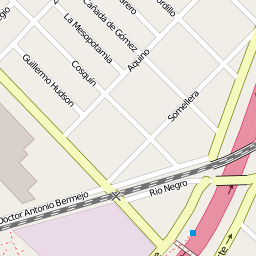 La Mesopotamia
Cañada de Gómez
Guillermo Hudson
Cosquín
Aquino
Somellera
Río Negro
Doctor Antonio Bermejo